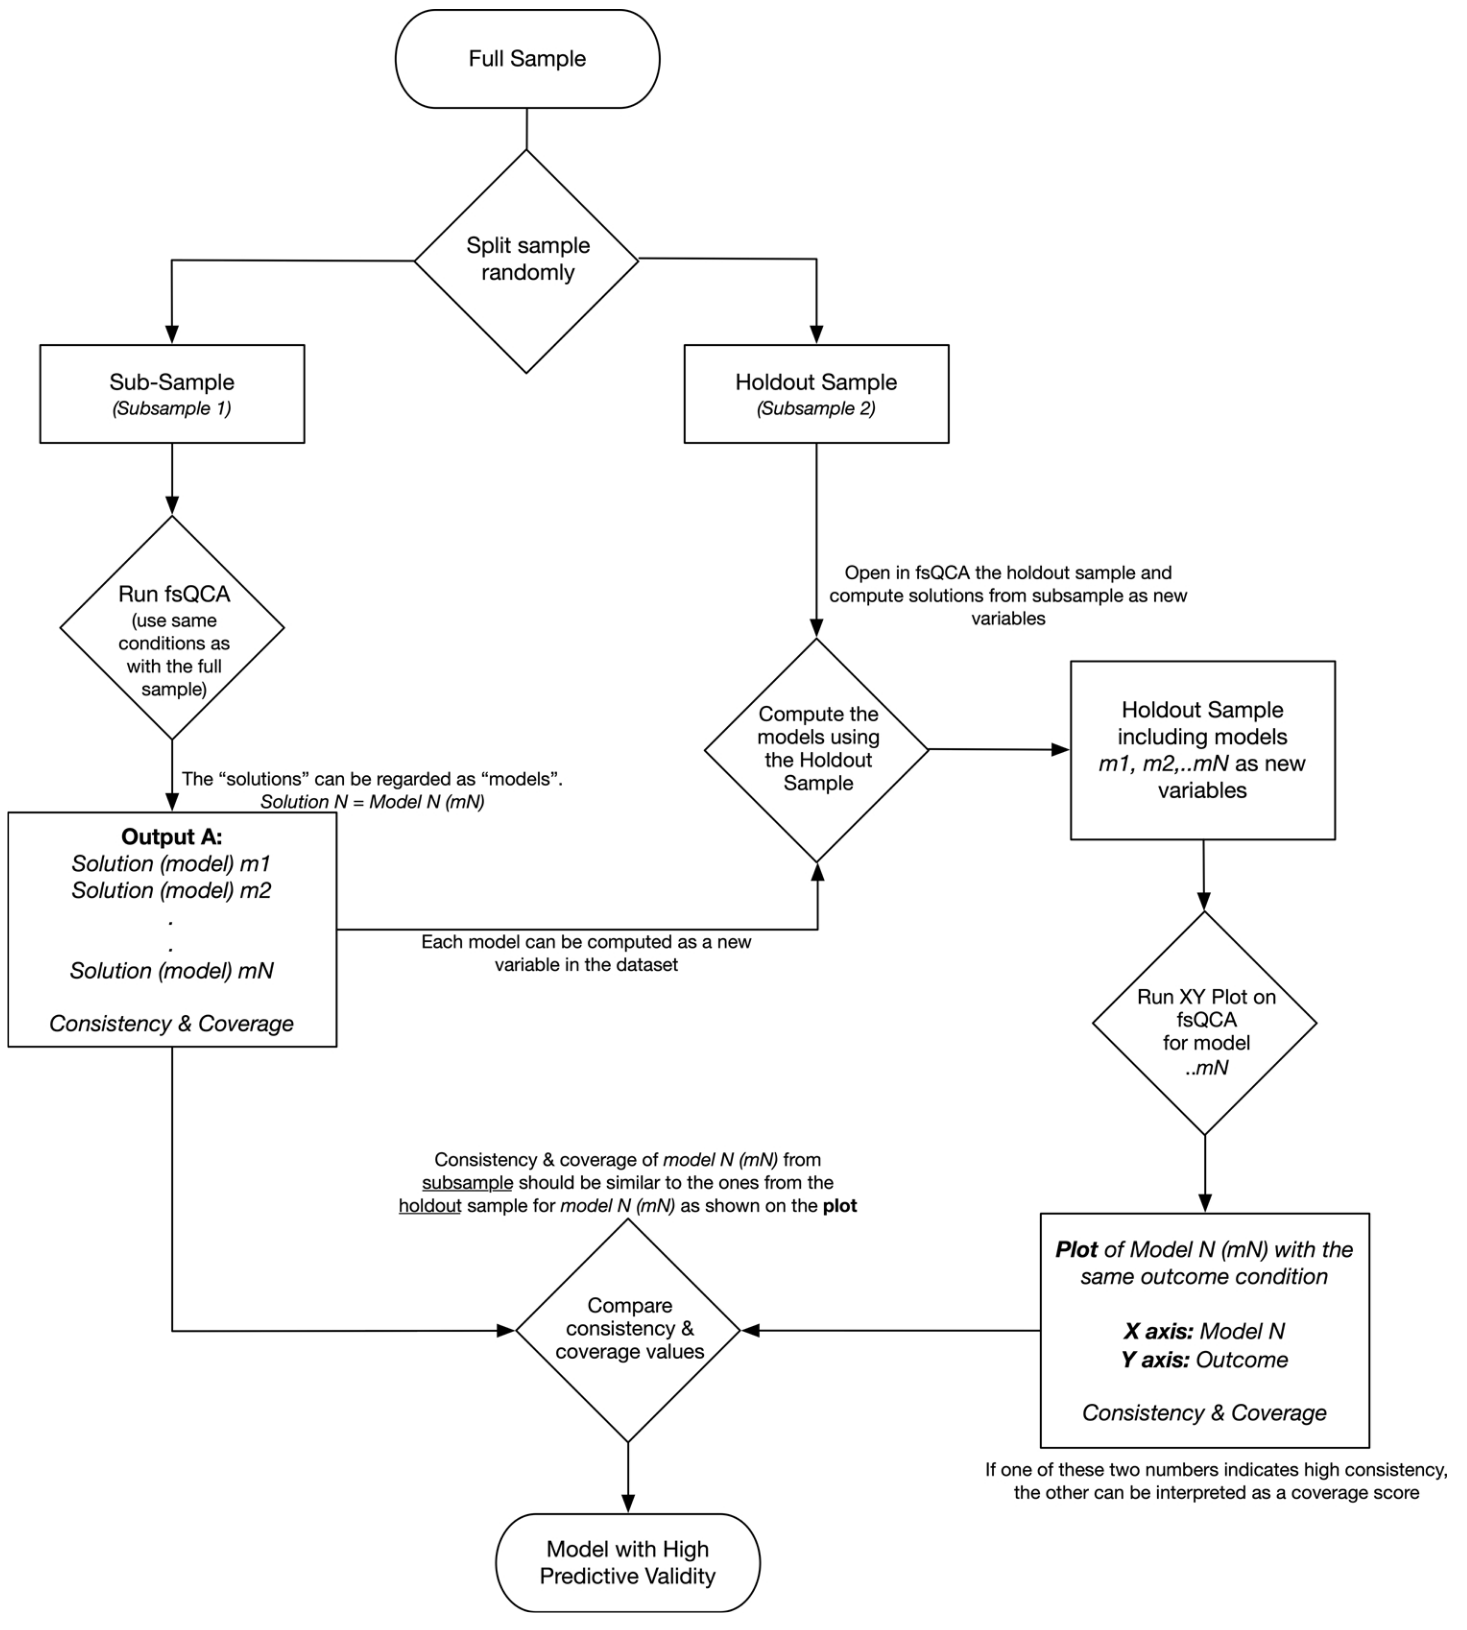 Full Sample
Split sample
randomly
Sub-Sample
(Subsample 1)
Holdout Sample
(Subsample 2)
Run fsQCA
(use same
conditions as
with the full
sample)
Open in fsQCA the holdout sample and
compute solutions from subsample as new
variables
Compute the
models using
the Holdout
Sample
Holdout Sample
including models
m1, m2,..mN as new
variables
The “solutions” can be regarded as “models”.
Solution N = Model N (mN)
Output A:
Solution (model) m1
Solution (model) m2
.
.
Solution (model) mN
Consistency & Coverage
Each model can be computed as a new
variable in the dataset
Run XY Plot on
fsQCA
for model
..mN
Consistency & coverage of model N (mN) from
subsample should be similar to the ones from the
holdout sample for model N (mN) as shown on the plot
Compare
consistency &
coverage values
Plot of Model N (mN) with the
same outcome condition
X axis: Model N
Y axis: Outcome
Consistency & Coverage
If one of these two numbers indicates high consistency,
the other can be interpreted as a coverage score
Model with High
Predictive Validity